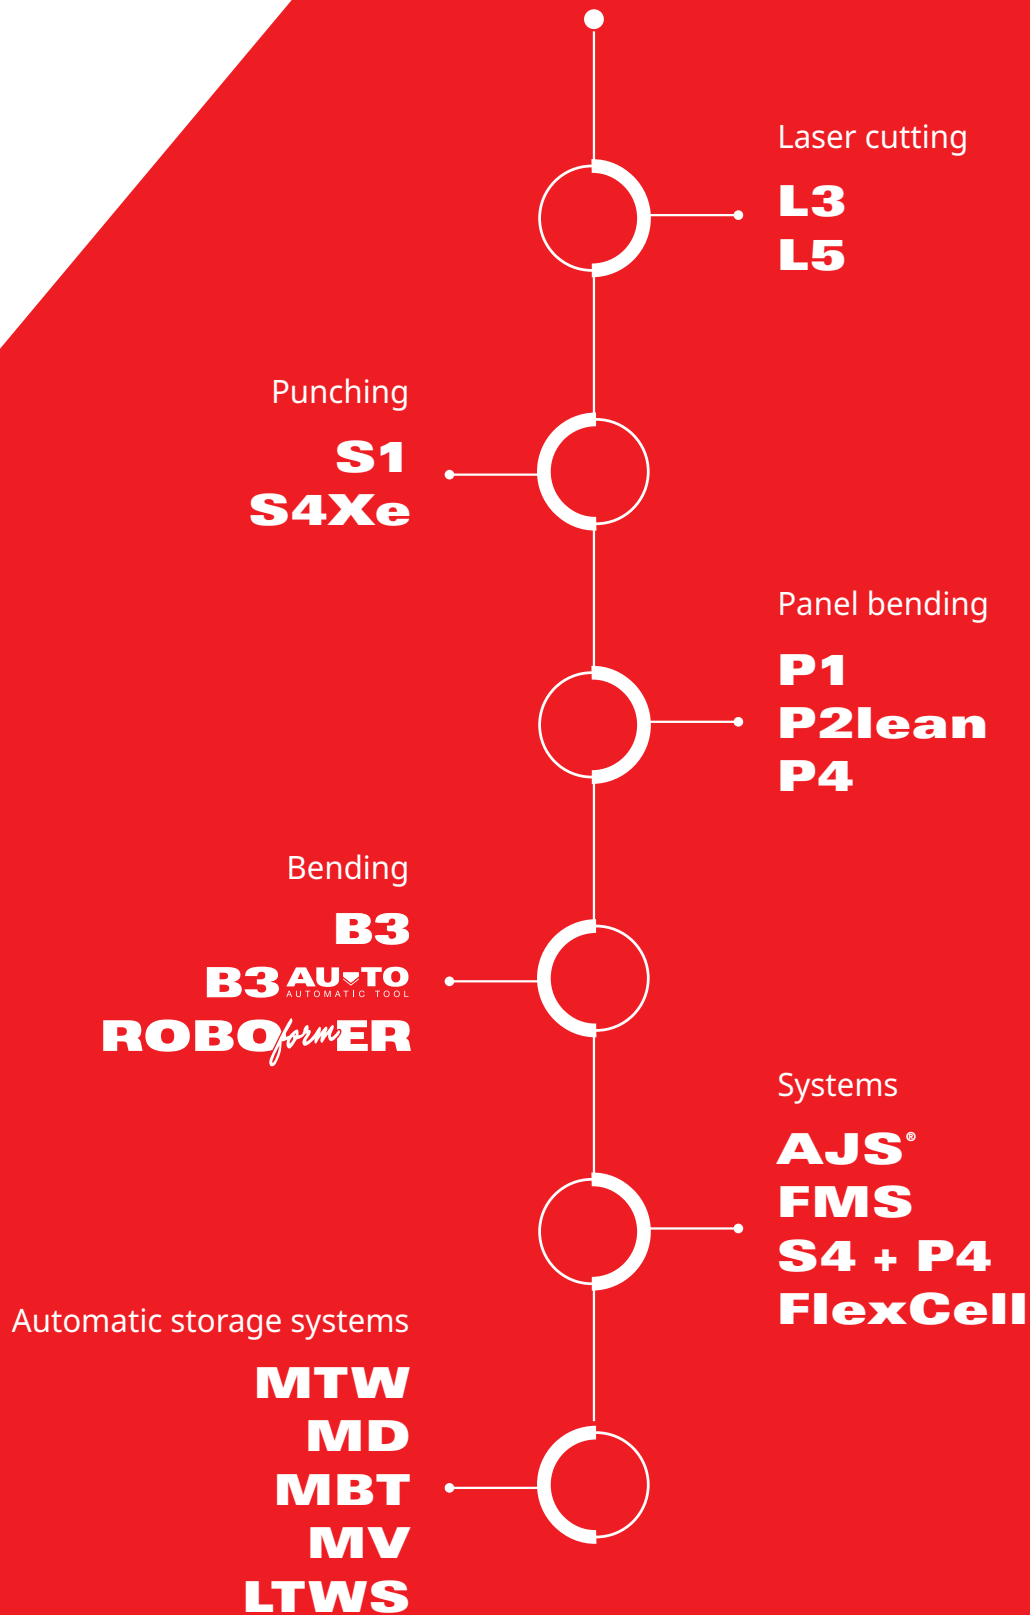 Laser cutting
L3
L5
Punching
S1
S4Xe
Panel bending
P1
P2lean
P4
Bending
B3
B3 AUTO
AUTOMATIC TOOL
ROBOformER
Systems
AJS®
FMS
S4 + P4
FlexCell
Automatic storage systems
MTW
MD
MBT
MV
LTWS